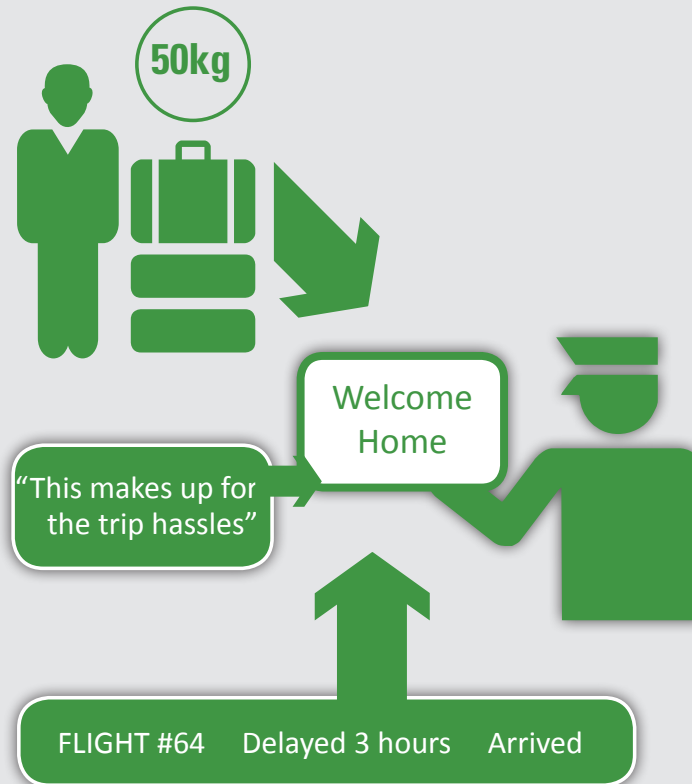 50kg
Welcome
Home
“This makes up for
the trip hassles”
FLIGHT #64 Delayed 3 hours Arrived